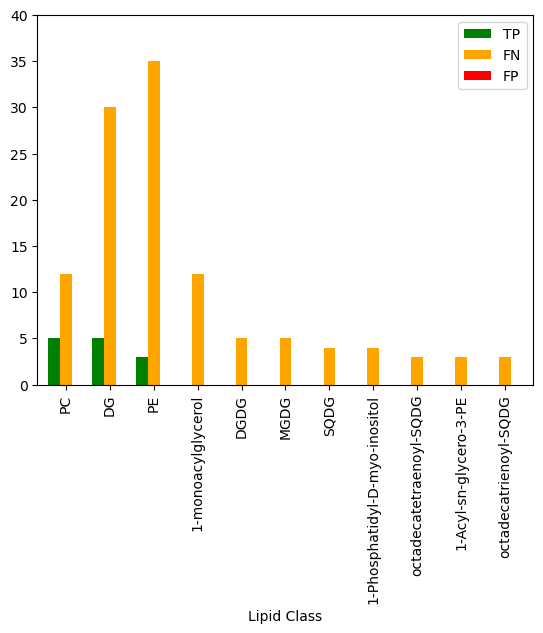 40
35
30
25
20
15
10
5
0
TP
FN
FP
PC
DG
PE
1-monoacylglycerol
DGDG
MGDG
SQDG
1-Phosphatidyl-D-myo-inositol
octadecatetraenoyl-SQDG
1-Acyl-sn-glycero-3-PE
octadecatrienoyl-SQDG
Lipid Class